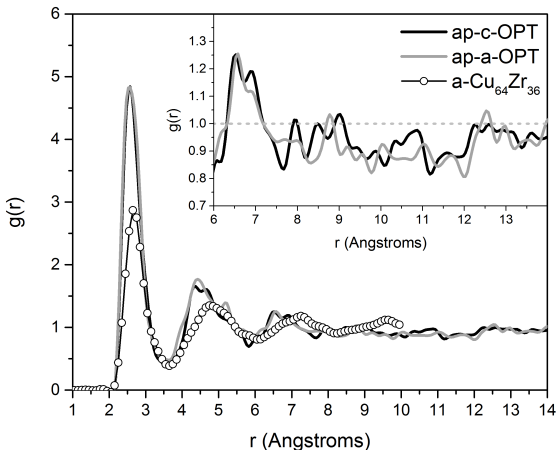 ap-c-OPT
ap-a-OPT
a-Cu64Zr36
1.3
1.2
1.1
1.0
0.9
0.8
0.7
g(r)
6 7 8 9 10 11 12 13
r (Angstroms)
6
5
4
3
2
1
0
g(r)
1 2 3 4 5 6 7 8 9 10 11 12 13 14
r (Angstroms)